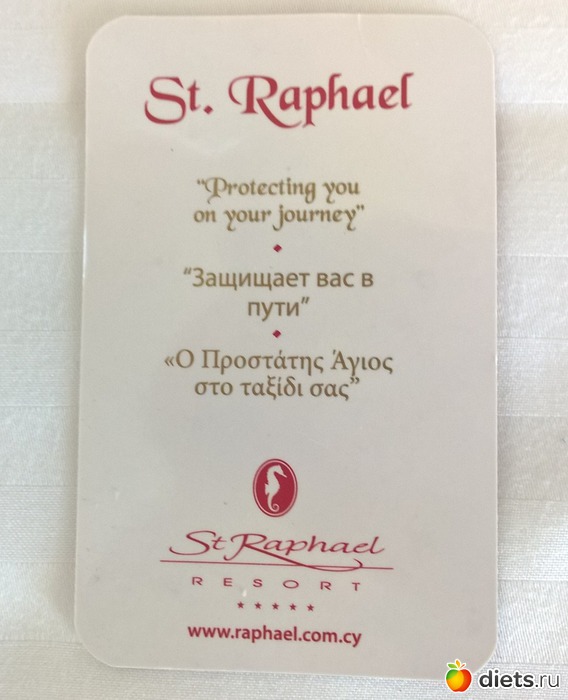 St. Raphael
"Protecting you
on your journey"
“Защищает вас в
пути”
«Ο Προστάτης Άγιος
στο ταξίδι σας”
St Raphael
RESORT
★★★★★
www.raphael.com.cy
diets.ru